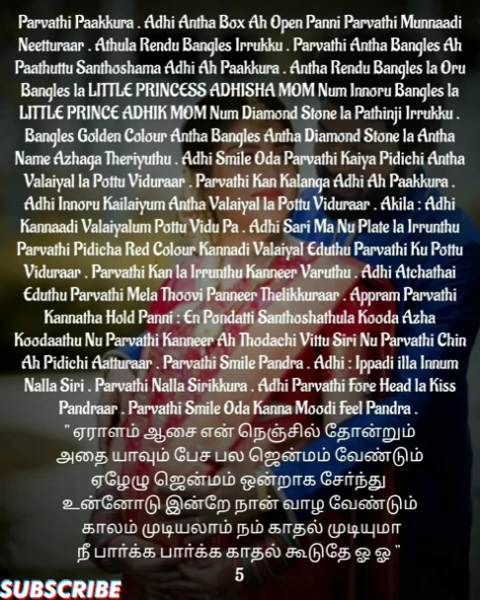 Parvathi Paakkura . Adhi Antha Box Ah Open Panni Parvathi Munnaadi
Neetturaar . Athula Rendu Bangles Irrukku . Parvathi Antha Bangles Ah
Paathuttu Santhoshama Adhi Ah Paakkura . Antha Rendu Bangles la Oru
Bangles la LITTLE PRINCESS ADHISHA MOM Num Innoru Bangles la
LITTLE PRINCE ADHIK MOM Num Diamond Stone la Pathinji Irrukku .
Bangles Golden Colour Antha Bangles Antha Diamond Stone la Antha
Name Azhaga Theriyuthu . Adhi Smile Oda Parvathi Kaiya Pidichi Antha
Valaiyal la Pottu Viduraar . Parvathi Kan Kalanga Adhi Ah Paakkura .
Adhi Innoru Kailaiyum Antha Valaiyal la Pottu Viduraar . Akila : Adhi
Kannaadi Valaiyalum Pottu Vidu Pa . Adhi Sari Ma Nu Plate la Irrunthu
Parvathi Pidicha Red Colour Kannadi Valaiyal Eduthu Parvathi Ku Pottu
Viduraar . Parvathi Kan la Irrunthu Kanneer Varuthu . Adhi Atchathai
Eduthu Parvathi Mela Thoovi Panneer Thelikkuraar . Appram Parvathi
Kannatha Hold Panni : En Pondatti Santhoshathula Kooda Azha
Koodaathu Nu Parvathi Kanneer Ah Thodachi Vittu Siri Nu Parvathi Chin
Ah Pidichi Aatturaar . Parvathi Smile Pandra . Adhi : Ippadi illa Innum
Nalla Siri . Parvathi Nalla Sirikkura . Adhi Parvathi Fore Head la Kiss
Pandraar . Parvathi Smile Oda Kanna Moodi Feel Pandra .
" ஏராளம் ஆசை என் நெஞ்சில் தோன்றும்
அதை யாவும் பேச பல ஜென்மம் வேண்டும்
ஏழேழு ஜென்மம் ஒன்றாக சேர்ந்து
உன்னோடு இன்றே நான் வாழ வேண்டும்
காலம் முடியலாம் நம் காதல் முடியுமா
நீ பார்க்க பார்க்க காதல் கூடுதே ஓ ஓ "
5
SUBSCRIBE